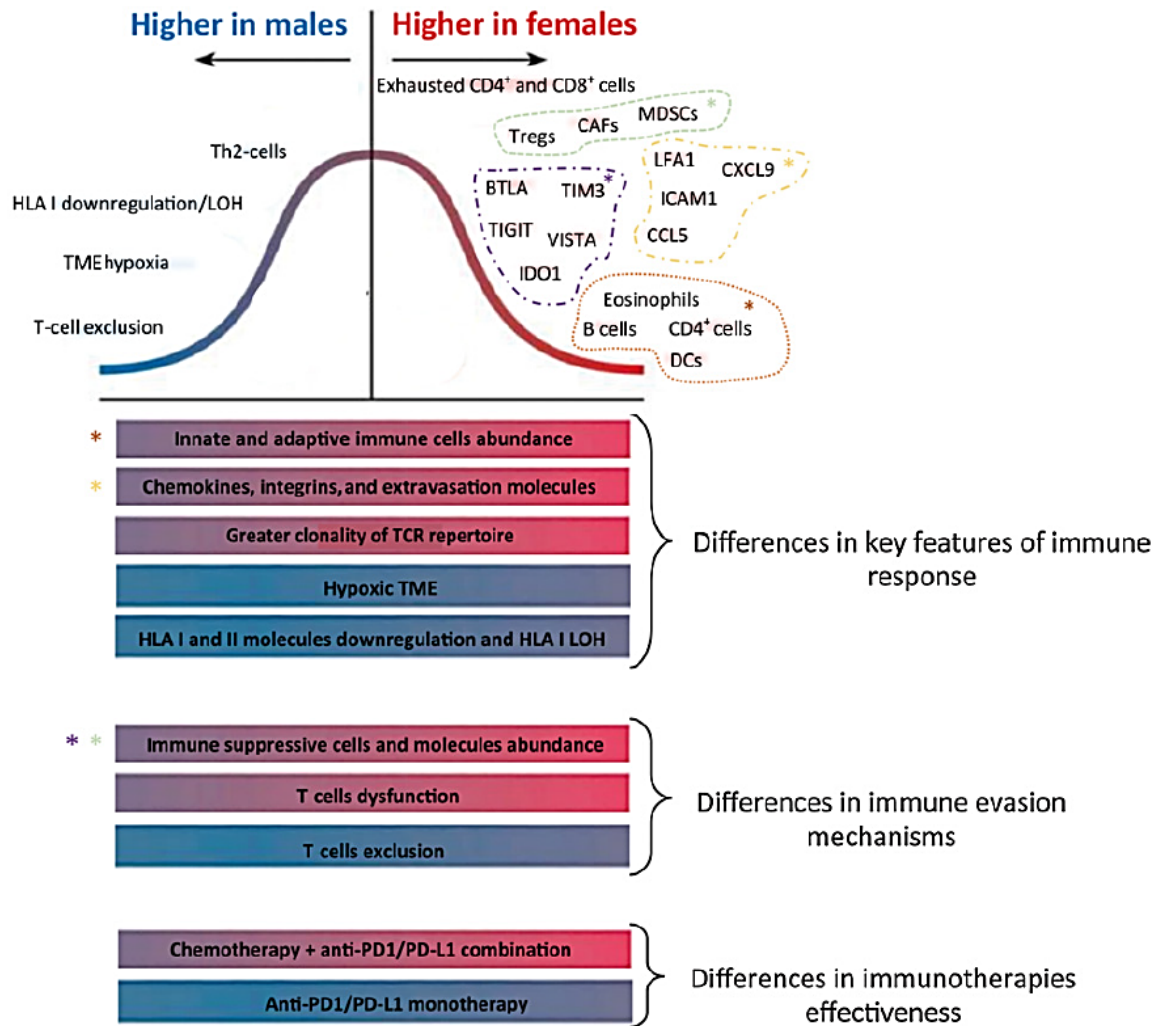 Higher in males
Higher in females
Exhausted CD4⁺ and CD8⁺ cells
Tregs
CAFs
MDSCs *
Th2-cells
HLA I downregulation/LOH
TME hypoxia
T-cell exclusion
BTLA
TIM3 *
TIGIT
VISTA
IDO1
LFA1
CXCL9 *
ICAM1
CCL5
Eosinophils *
B cells
CD4⁺ cells
DCs
* Innate and adaptive immune cells abundance
* Chemokines, integrins, and extravasation molecules
Greater clonality of TCR repertoire
Hypoxic TME
HLA I and II molecules downregulation and HLA I LOH
Differences in key features of immune
response
* * Immune suppressive cells and molecules abundance
T cells dysfunction
T cells exclusion
Differences in immune evasion
mechanisms
Chemotherapy + anti-PD1/PD-L1 combination
Anti-PD1/PD-L1 monotherapy
Differences in immunotherapies
effectiveness